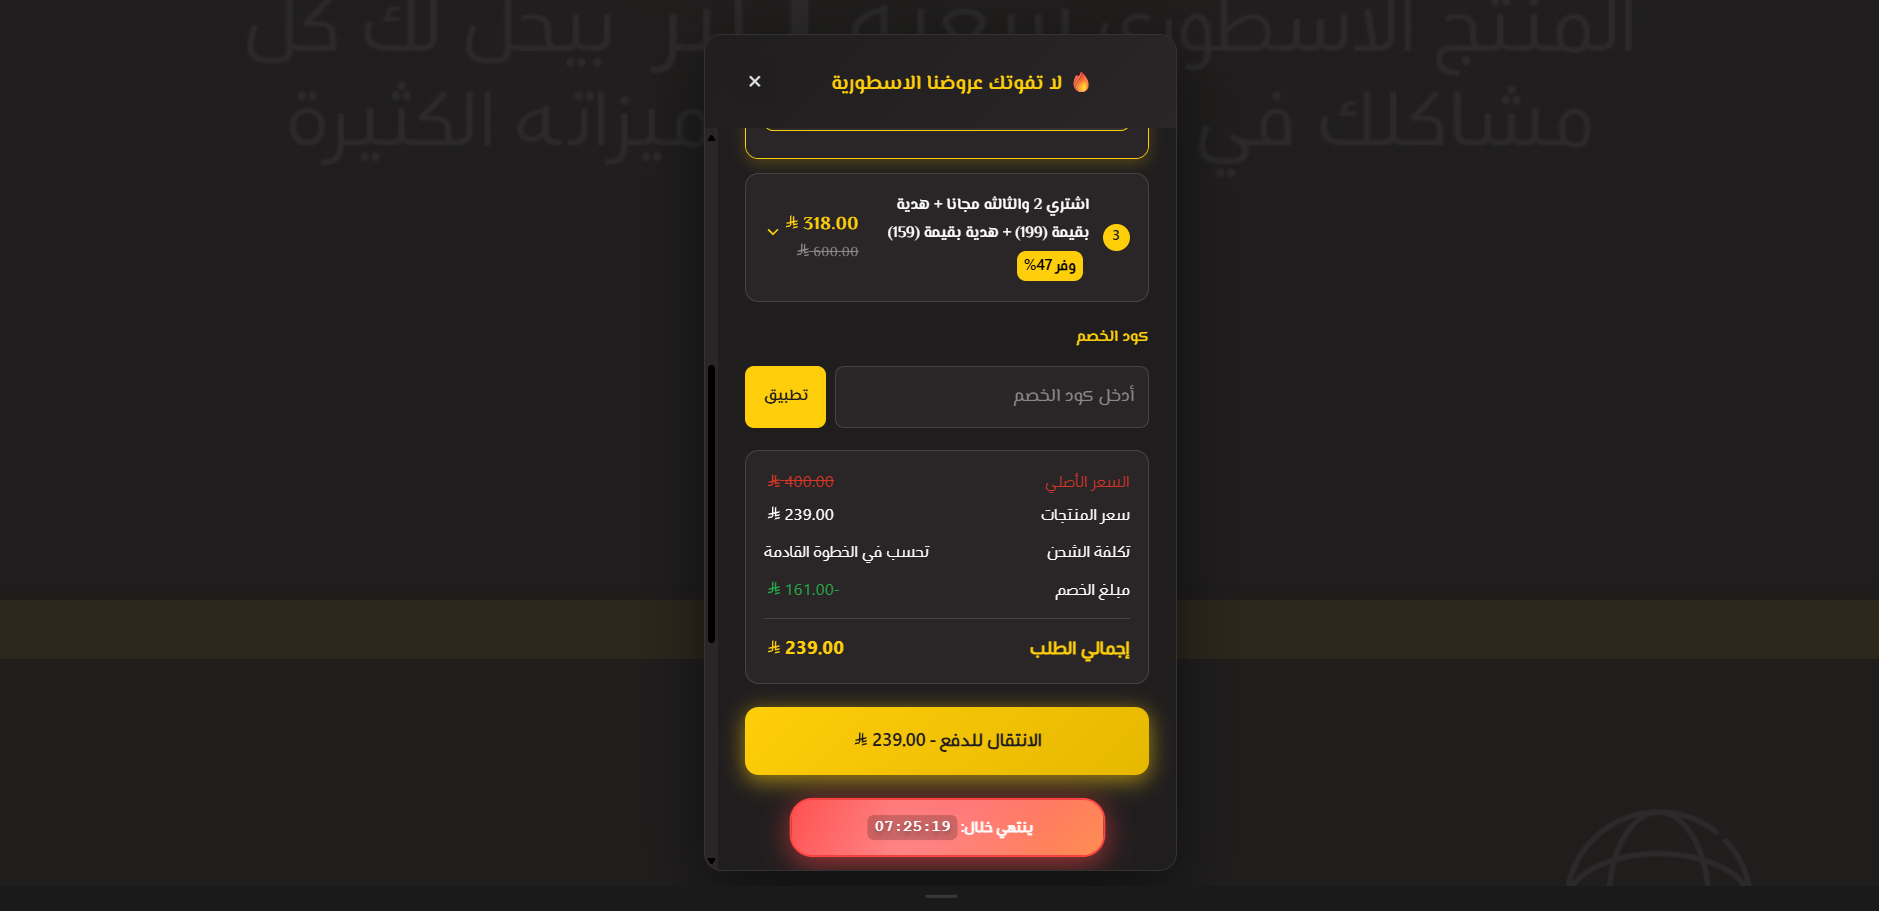 المنتج الاسطوري
بيحل لك كل
مشاكلك في
ميزاته الكثيرة
🔥 لا تفوتك عروضنا الاسطورية
×
3
اشتري 2 والثالثه مجانا + هدية
بقيمة (199) + هدية بقيمة (159)
وفر 47%
318.00
600.00
كود الخصم
أدخل كود الخصم
تطبيق
السعر الأصلي 400.00
سعر المنتجات 239.00
تكلفة الشحن تحسب في الخطوة القادمة
مبلغ الخصم -161.00
إجمالي الطلب 239.00
الانتقال للدفع - 239.00
ينتهي خلال: 07:25:19